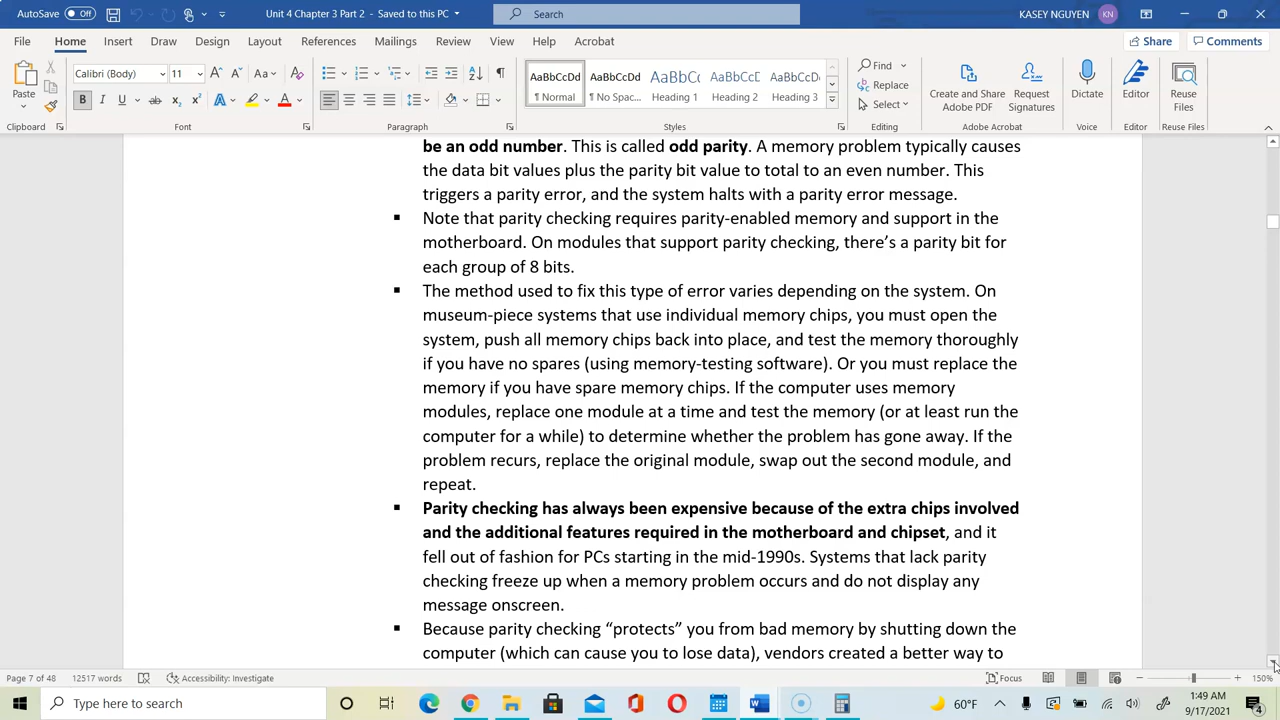 AutoSave Off Unit 4 Chapter 3 Part 2 - Saved to this PC Search KASEY NGUYEN KN
File Home Insert Draw Design Layout References Mailings Review View Help Acrobat Share Comments
Paste Calibri (Body) 11 Aa AaBbCcDd ¶ Normal AaBbCcDd ¶ No Spac... AaBbCc Heading 1 AaBbCcD Heading 2 AaBbCcD Heading 3 Find Replace Select Create and Share Adobe PDF Request Signatures Dictate Editor Reuse Files
Clipboard Font Paragraph Styles Editing Adobe Acrobat Voice Editor Reuse Files
be an odd number. This is called odd parity. A memory problem typically causes
the data bit values plus the parity bit value to total to an even number. This
triggers a parity error, and the system halts with a parity error message.
▪ Note that parity checking requires parity-enabled memory and support in the
motherboard. On modules that support parity checking, there’s a parity bit for
each group of 8 bits.
▪ The method used to fix this type of error varies depending on the system. On
museum-piece systems that use individual memory chips, you must open the
system, push all memory chips back into place, and test the memory thoroughly
if you have no spares (using memory-testing software). Or you must replace the
memory if you have spare memory chips. If the computer uses memory
modules, replace one module at a time and test the memory (or at least run the
computer for a while) to determine whether the problem has gone away. If the
problem recurs, replace the original module, swap out the second module, and
repeat.
▪ Parity checking has always been expensive because of the extra chips involved
and the additional features required in the motherboard and chipset, and it
fell out of fashion for PCs starting in the mid-1990s. Systems that lack parity
checking freeze up when a memory problem occurs and do not display any
message onscreen.
▪ Because parity checking “protects” you from bad memory by shutting down the
computer (which can cause you to lose data), vendors created a better way to
Page 7 of 48 12517 words Accessibility: Investigate Focus 150%
Type here to search 60°F 1:49 AM
9/17/2021 4